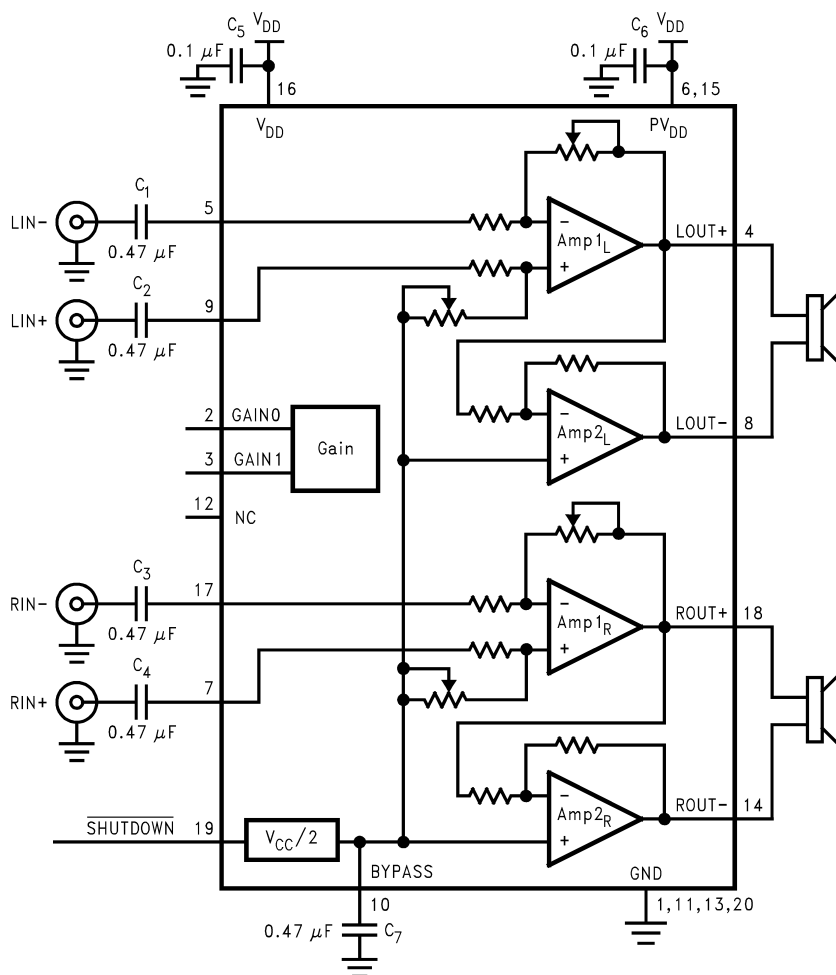 C5 VDD
0.1 μF
16
VDD
C6 VDD
0.1 μF
6,15
PVDD
LIN-
C1
0.47 μF
5
Amp1L
-
+
LOUT+ 4
LIN+
C2
0.47 μF
9
2 GAIN0
3 GAIN1
Gain
12 NC
Amp2L
-
+
LOUT- 8
RIN-
C3
0.47 μF
17
Amp1R
-
+
ROUT+ 18
RIN+
C4
0.47 μF
7
Amp2R
-
+
ROUT- 14
SHUTDOWN 19
VCC/2
BYPASS
10
0.47 μF C7
GND
1,11,13,20